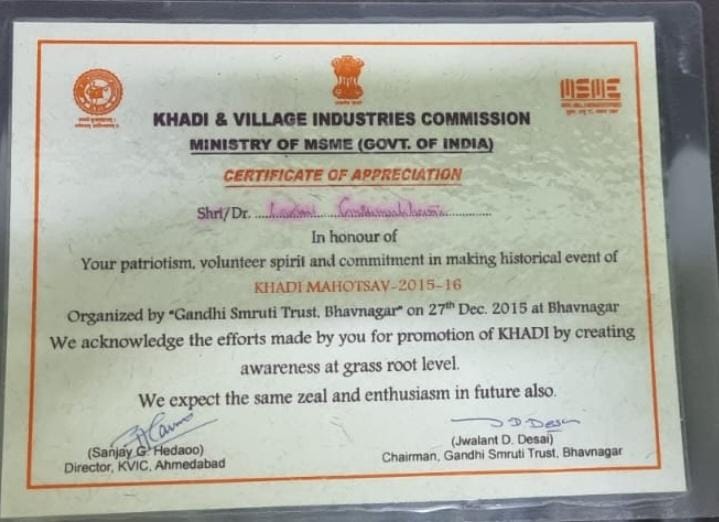 MSME
KHADI & VILLAGE INDUSTRIES COMMISSION
MINISTRY OF MSME (GOVT. OF INDIA)
CERTIFICATE OF APPRECIATION
Shri/Dr.
In honour of
Your patriotism, volunteer spirit and commitment in making historical event of
KHADI MAHOTSAV-2015-16
Organized by "Gandhi Smruti Trust, Bhavnagar" on 27th Dec. 2015 at Bhavnagar
We acknowledge the efforts made by you for promotion of KHADI by creating
awareness at grass root level.
We expect the same zeal and enthusiasm in future also.
(Sanjay G. Hedaoo)
Director, KVIC, Ahmedabad
D. Desai
(Jwalant D. Desai)
Chairman, Gandhi Smruti Trust, Bhavnagar